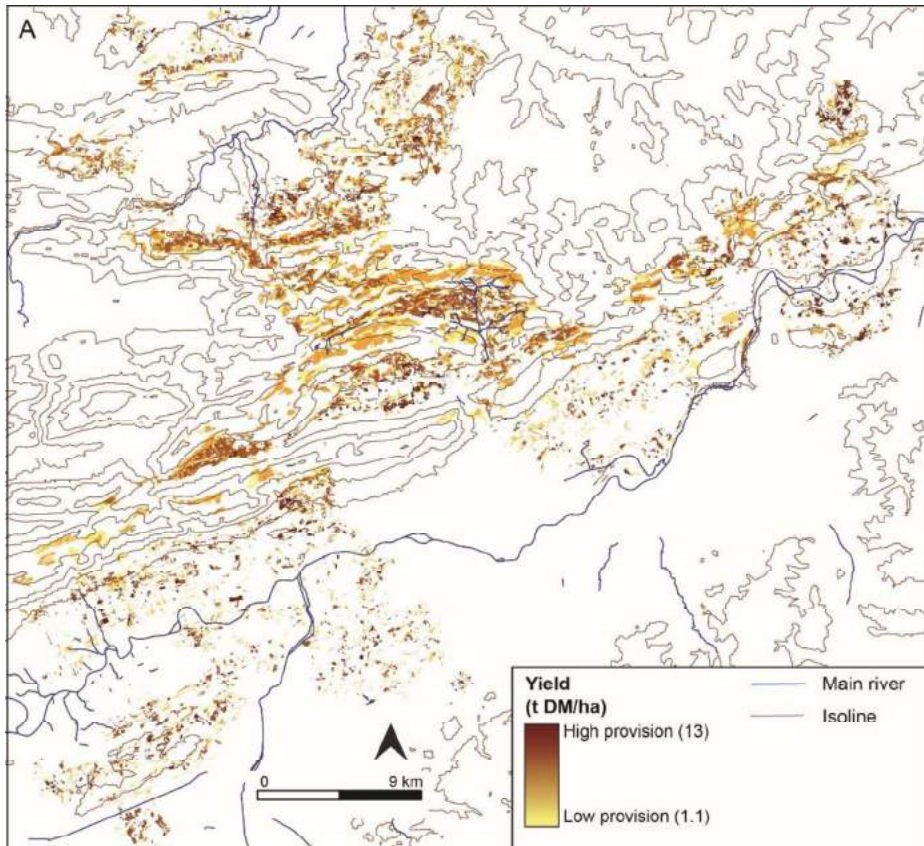 A
Yield
(t DM/ha)
High provision (13)
Low provision (1.1)
Main river
Isoline
0 9 km